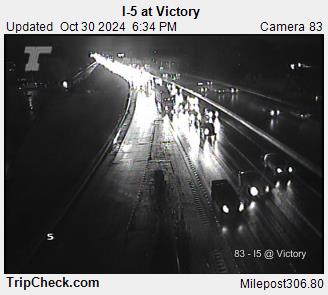 I-5 at Victory
Updated Oct 30 2024 6:34 PM
Camera 83
T
S
83 - I5 @ Victory
TripCheck.com
Milepost306.80